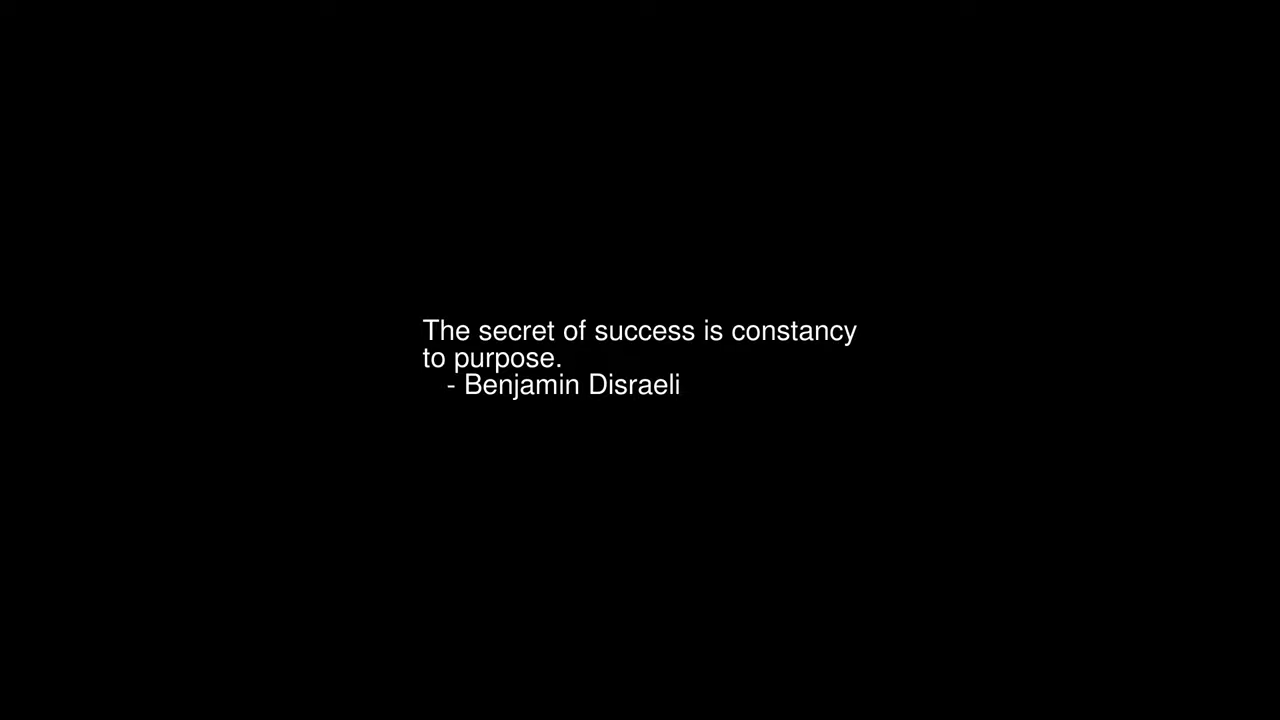 The secret of success is constancy
to purpose.
- Benjamin Disraeli